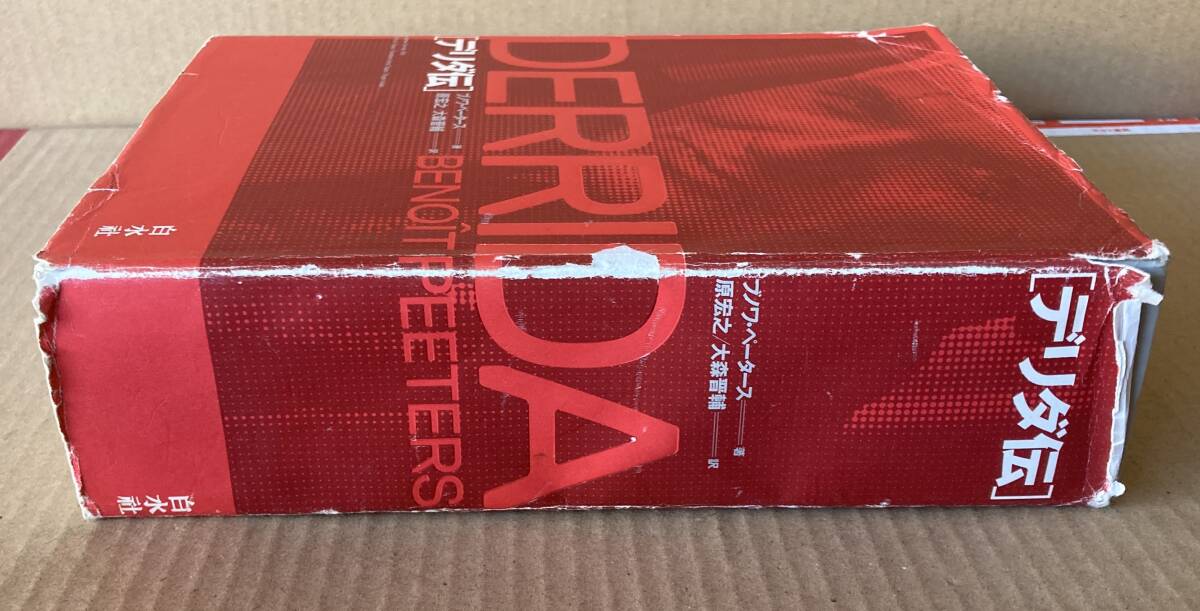 DERRIDA
[デリダ伝]
ブノワ・ペータース——著
原宏之/大森晋輔——訳
BENOÎT PEETERS
白水社
[デリダ伝]
ブノワ・ペータース——著
原宏之/大森晋輔——訳
白水社